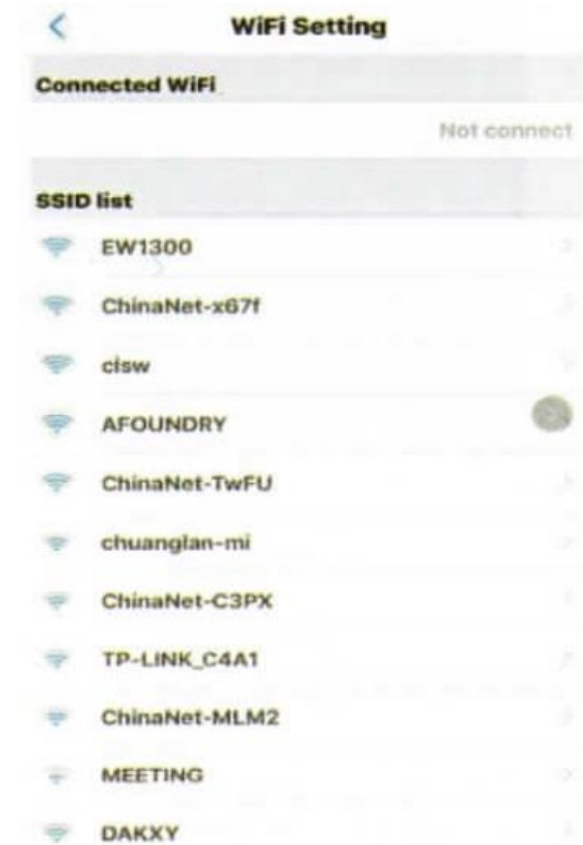 WiFi Setting
Connected WiFi
Not connect
SSID list
EW1300
ChinaNet-x67f
cisw
AFOUNDRY
ChinaNet-TwFU
chuanglan-mi
ChinaNet-C3PX
TP-LINK_C4A1
ChinaNet-MLM2
MEETING
DAKXY